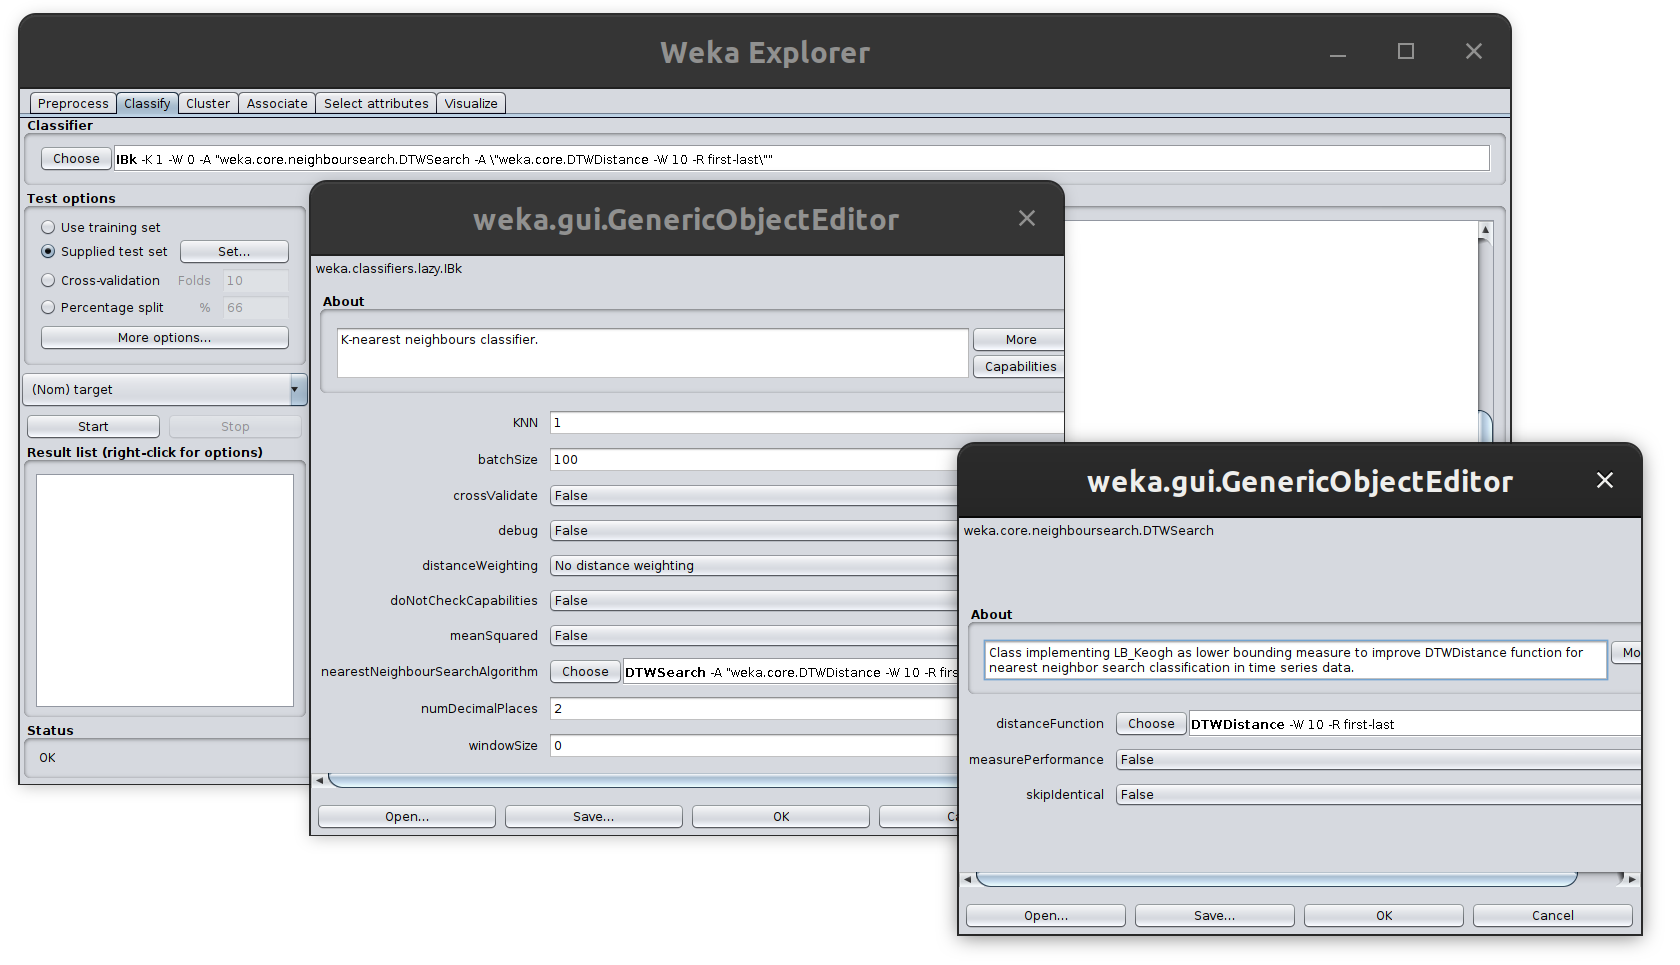 Weka Explorer
Preprocess Classify Cluster Associate Select attributes Visualize
Classifier
Choose IBk -K 1 -W 0 -A "weka.core.neighboursearch.DTWSearch -A \"weka.core.DTWDistance -W 10 -R first-last\""
Test options
Use training set
Supplied test set Set...
Cross-validation Folds 10
Percentage split % 66
More options...
(Nom) target
Start Stop
Result list (right-click for options)
Status
OK
weka.gui.GenericObjectEditor
weka.classifiers.lazy.IBk
About
K-nearest neighbours classifier.
More
Capabilities
KNN 1
batchSize 100
crossValidate False
debug False
distanceWeighting No distance weighting
doNotCheckCapabilities False
meanSquared False
nearestNeighbourSearchAlgorithm Choose DTWSearch -A "weka.core.DTWDistance -W 10 -R firs
numDecimalPlaces 2
windowSize 0
Open... Save... OK Ca
weka.gui.GenericObjectEditor
weka.core.neighboursearch.DTWSearch
About
Class implementing LB_Keogh as lower bounding measure to improve DTWDistance function for
nearest neighbor search classification in time series data.
Mo
distanceFunction Choose DTWDistance -W 10 -R first-last
measurePerformance False
skipIdentical False
Open... Save... OK Cancel